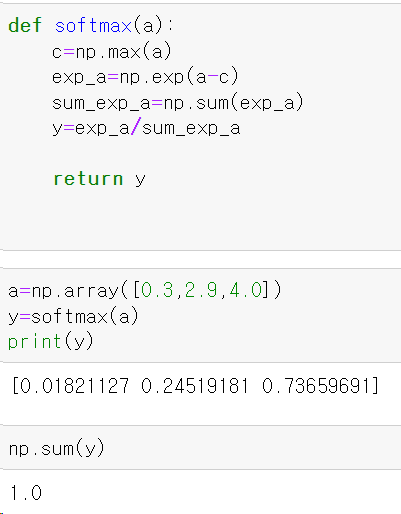 def softmax(a):
    c=np.max(a)
    exp_a=np.exp(a-c)
    sum_exp_a=np.sum(exp_a)
    y=exp_a/sum_exp_a
    return y
a=np.array([0.3,2.9,4.0])
y=softmax(a)
print(y)
[0.01821127 0.24519181 0.73659691]
np.sum(y)
1.0